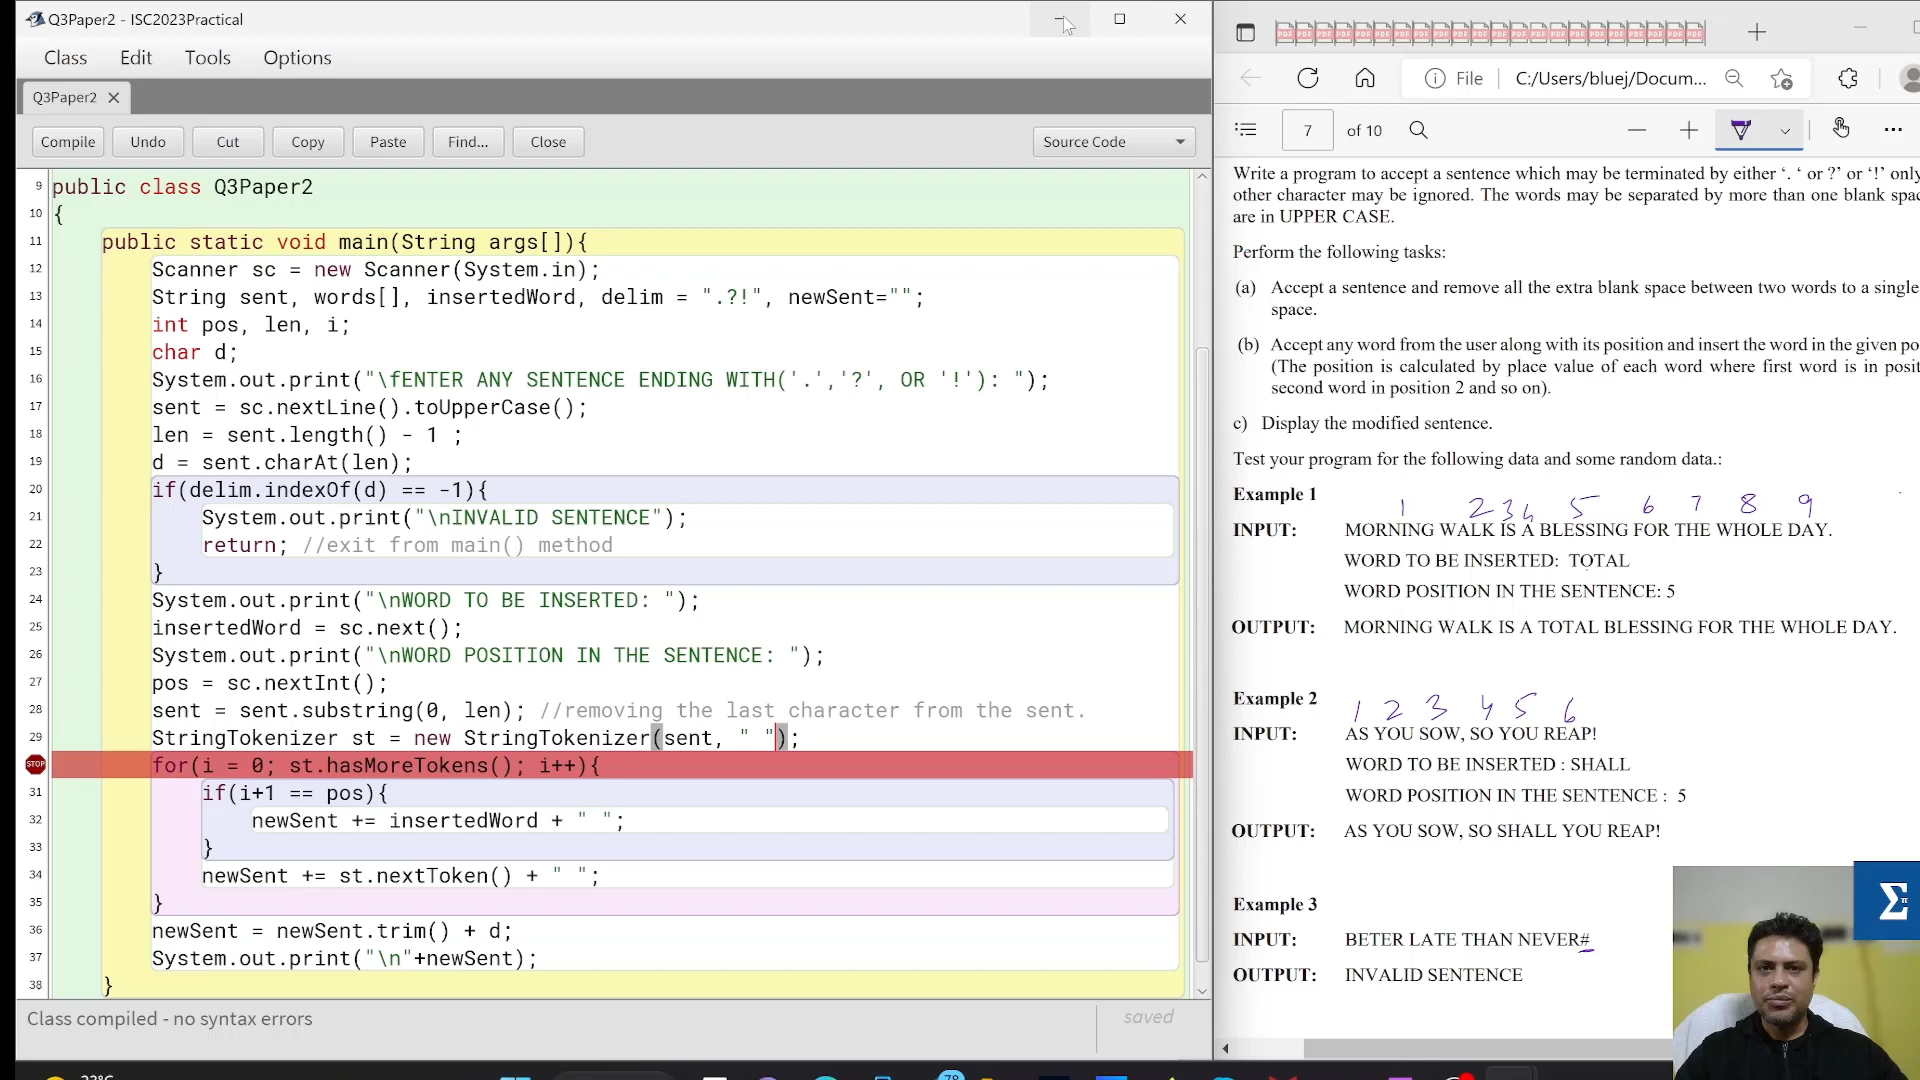 Q3Paper2 - ISC2023Practical
Class Edit Tools Options
Q3Paper2
Compile Undo Cut Copy Paste Find... Close Source Code
9 public class Q3Paper2
10 {
11 public static void main(String args[]){
12 Scanner sc = new Scanner(System.in);
13 String sent, words[], insertedWord, delim = ".?!", newSent="";
14 int pos, len, i;
15 char d;
16 System.out.print("\fENTER ANY SENTENCE ENDING WITH('.','?', OR '!'): ");
17 sent = sc.nextLine().toUpperCase();
18 len = sent.length() - 1 ;
19 d = sent.charAt(len);
20 if(delim.indexOf(d) == -1){
21 System.out.print("\nINVALID SENTENCE");
22 return; //exit from main() method
23 }
24 System.out.print("\nWORD TO BE INSERTED: ");
25 insertedWord = sc.next();
26 System.out.print("\nWORD POSITION IN THE SENTENCE: ");
27 pos = sc.nextInt();
28 sent = sent.substring(0, len); //removing the last character from the sent.
29 StringTokenizer st = new StringTokenizer(sent, " ");
STOP for(i = 0; st.hasMoreTokens(); i++){
31 if(i+1 == pos){
32 newSent += insertedWord + " ";
33 }
34 newSent += st.nextToken() + " ";
35 }
36 newSent = newSent.trim() + d;
37 System.out.print("\n"+newSent);
38 }
Class compiled - no syntax errors
saved
File C:/Users/bluej/Docum...
7 of 10
Write a program to accept a sentence which may be terminated by either ‘. ‘ or ?’ or ‘!’ only
other character may be ignored. The words may be separated by more than one blank spac
are in UPPER CASE.
Perform the following tasks:
(a) Accept a sentence and remove all the extra blank space between two words to a single
space.
(b) Accept any word from the user along with its position and insert the word in the given po
(The position is calculated by place value of each word where first word is in posit
second word in position 2 and so on).
c) Display the modified sentence.
Test your program for the following data and some random data.:
Example 1
1 2 3 4 5 6 7 8 9
INPUT: MORNING WALK IS A BLESSING FOR THE WHOLE DAY.
WORD TO BE INSERTED: TOTAL
WORD POSITION IN THE SENTENCE: 5
OUTPUT: MORNING WALK IS A TOTAL BLESSING FOR THE WHOLE DAY.
Example 2
1 2 3 4 5 6
INPUT: AS YOU SOW, SO YOU REAP!
WORD TO BE INSERTED : SHALL
WORD POSITION IN THE SENTENCE : 5
OUTPUT: AS YOU SOW, SO SHALL YOU REAP!
Example 3
INPUT: BETER LATE THAN NEVER#
OUTPUT: INVALID SENTENCE